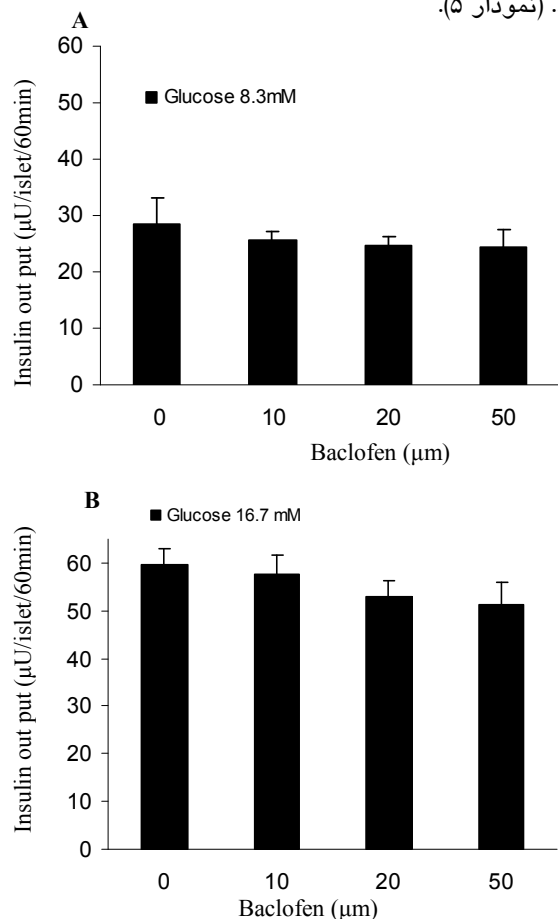 . (نمودار ۵).
A
60
50
40
30
20
10
0
Insulin out put (µU/islet/60min)
■ Glucose 8.3mM
0 10 20 50
Baclofen (µm)
B
60
50
40
30
20
10
0
Insulin out put (µU/islet/60min)
■ Glucose 16.7 mM
0 10 20 50
Baclofen (µm)